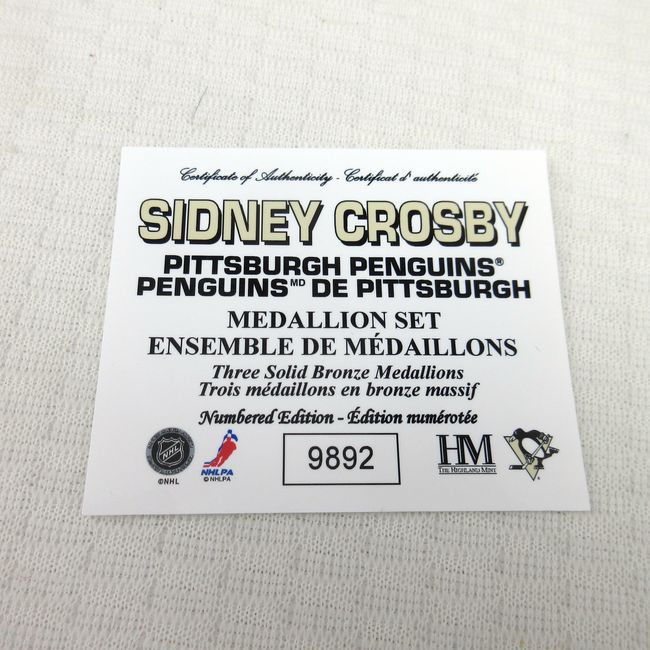 Certificate of Authenticity - Certificat d'authenticité
SIDNEY CROSBY
PITTSBURGH PENGUINS®
PENGUINS MD DE PITTSBURGH
MEDALLION SET
ENSEMBLE DE MÉDAILLONS
Three Solid Bronze Medallions
Trois médaillons en bronze massif
Numbered Edition - Édition numérotée
NHL
©NHL
NHLPA
©NHLPA
9892
HM
THE HIGHLAND MINT